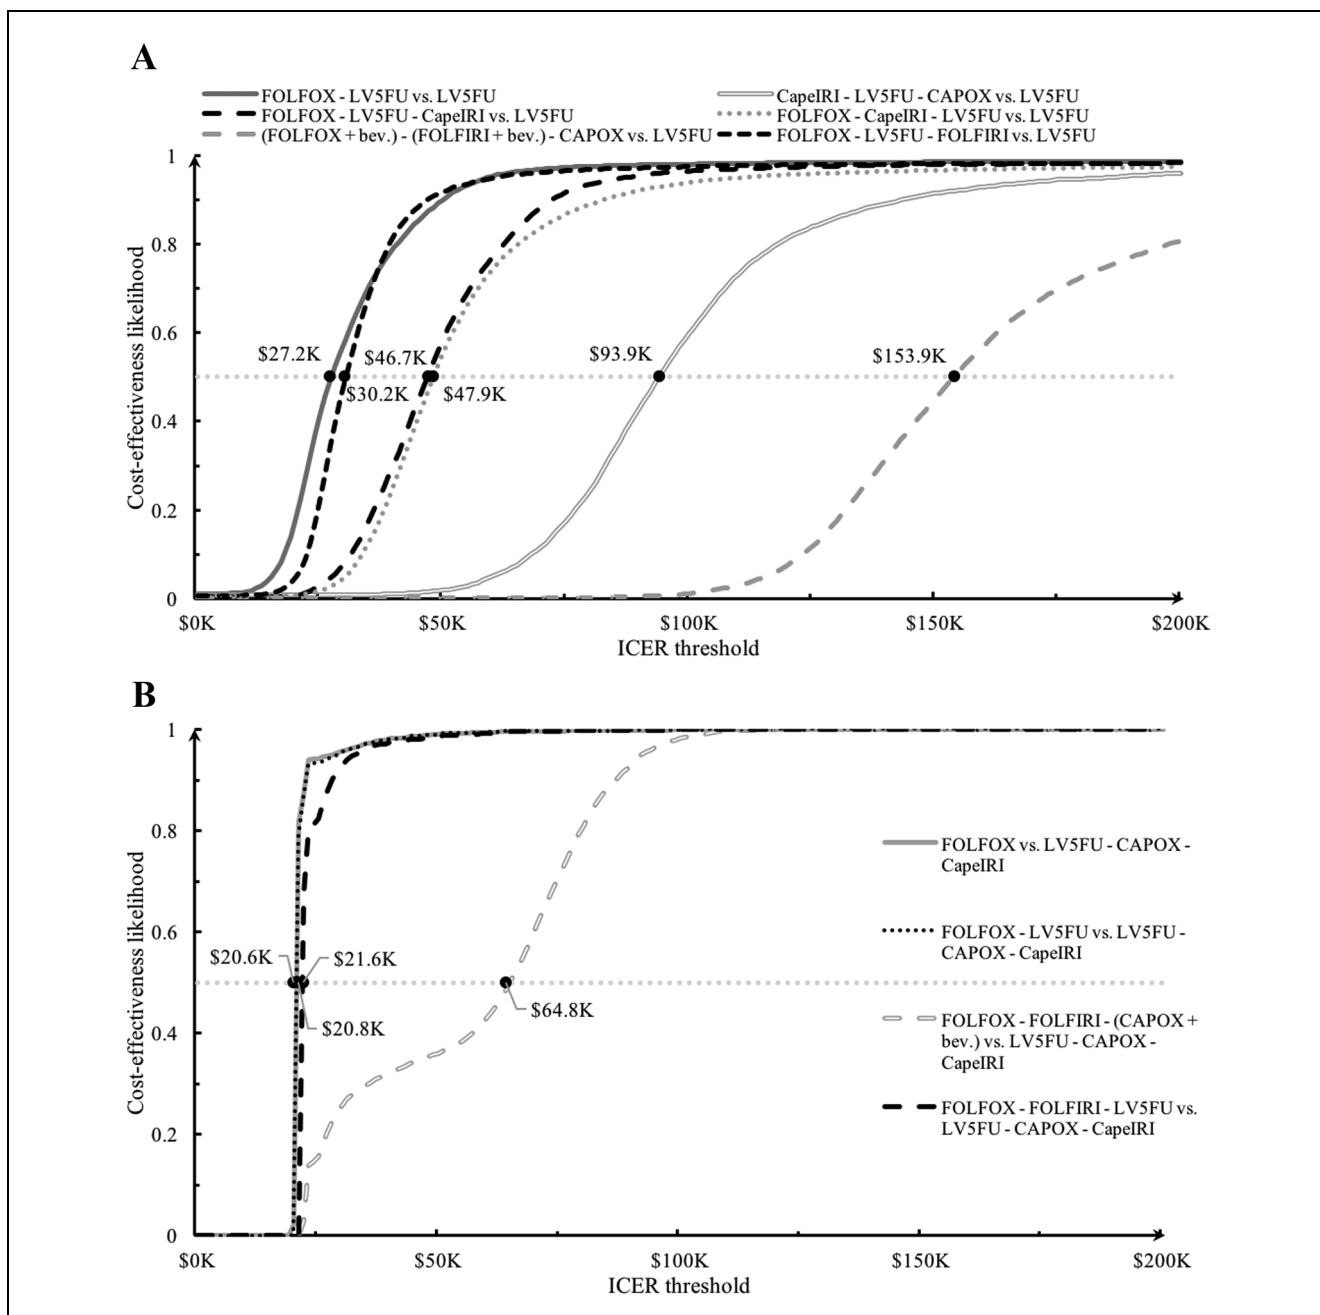 A
FOLFOX - LV5FU vs. LV5FU
CapeIRI - LV5FU - CAPOX vs. LV5FU
FOLFOX - LV5FU - CapeIRI vs. LV5FU
FOLFOX - CapeIRI - LV5FU vs. LV5FU
(FOLFOX + bev.) - (FOLFIRI + bev.) - CAPOX vs. LV5FU
FOLFOX - LV5FU - FOLFIRI vs. LV5FU
Cost-effectiveness likelihood
1
0.8
0.6
0.4
0.2
0
$27.2K
$30.2K
$46.7K
$47.9K
$93.9K
$153.9K
$0K
$50K
$100K
$150K
$200K
ICER threshold
B
Cost-effectiveness likelihood
1
0.8
0.6
0.4
0.2
0
$20.6K
$21.6K
$20.8K
$64.8K
FOLFOX vs. LV5FU - CAPOX -
CapeIRI
FOLFOX - LV5FU vs. LV5FU -
CAPOX - CapeIRI
FOLFOX - FOLFIRI - (CAPOX +
bev.) vs. LV5FU - CAPOX -
CapeIRI
FOLFOX - FOLFIRI - LV5FU vs.
LV5FU - CAPOX - CapeIRI
$0K
$50K
$100K
$150K
$200K
ICER threshold